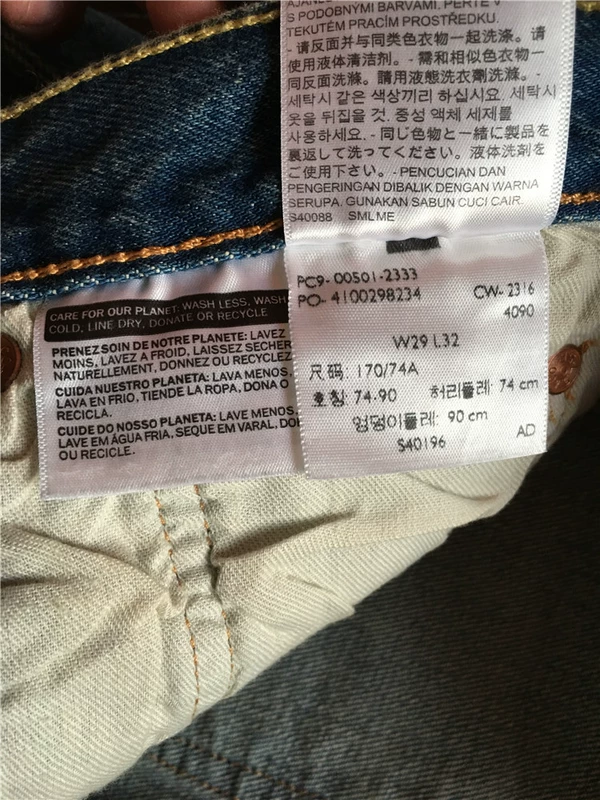 S PODOBNÝMI BARVAMI. PERTE V
TEKUTÉM PRACÍM PROSTŘEDKU.
- 请反面并与同类色衣物一起洗涤。请
使用液体清洁剂。- 需和相似色衣物一
同反面洗滌。請用液態洗衣劑洗滌。-
세탁시 같은 색상끼리 하십시요. 세탁시
옷을 뒤집을 것. 중성 액체 세제를
사용하세요. - 同じ色物と一緒に製品を
裏返して洗ってください。液体洗剤を
ご使用下さい。- PENCUCIAN DAN
PENGERINGAN DIBALIK DENGAN WARNA
SERUPA. GUNAKAN SABUN CUCI CAIR.
S40088 SML ME
PC9- 00501-2333
PO- 4100298234
CW- 2316
4090
W29 L32
尺码: 170/74A
호칭: 74-90 허리둘레: 74 cm
엉덩이둘레: 90 cm
S40196 AD
CARE FOR OUR PLANET: WASH LESS, WASH
COLD, LINE DRY, DONATE OR RECYCLE
PRENEZ SOIN DE NOTRE PLANETE: LAVEZ
MOINS, LAVEZ A FROID, LAISSEZ SECHER
NATURELLEMENT, DONNEZ OU RECYCLEZ
CUIDA NUESTRO PLANETA: LAVA MENOS,
LAVA EN FRIO, TIENDE LA ROPA, DONA O
RECICLA.
CUIDE DO NOSSO PLANETA: LAVE MENOS,
LAVE EM ÁGUA FRIA, SEQUE EM VARAL,
OU RECICLE.